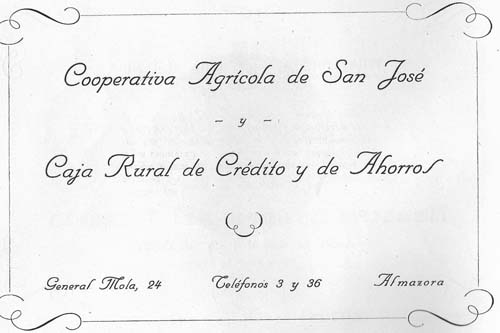 Cooperativa Agrícola de San José
- y -
Caja Rural de Crédito y de Ahorros
General Mola, 24 Teléfonos 3 y 36 Almazora